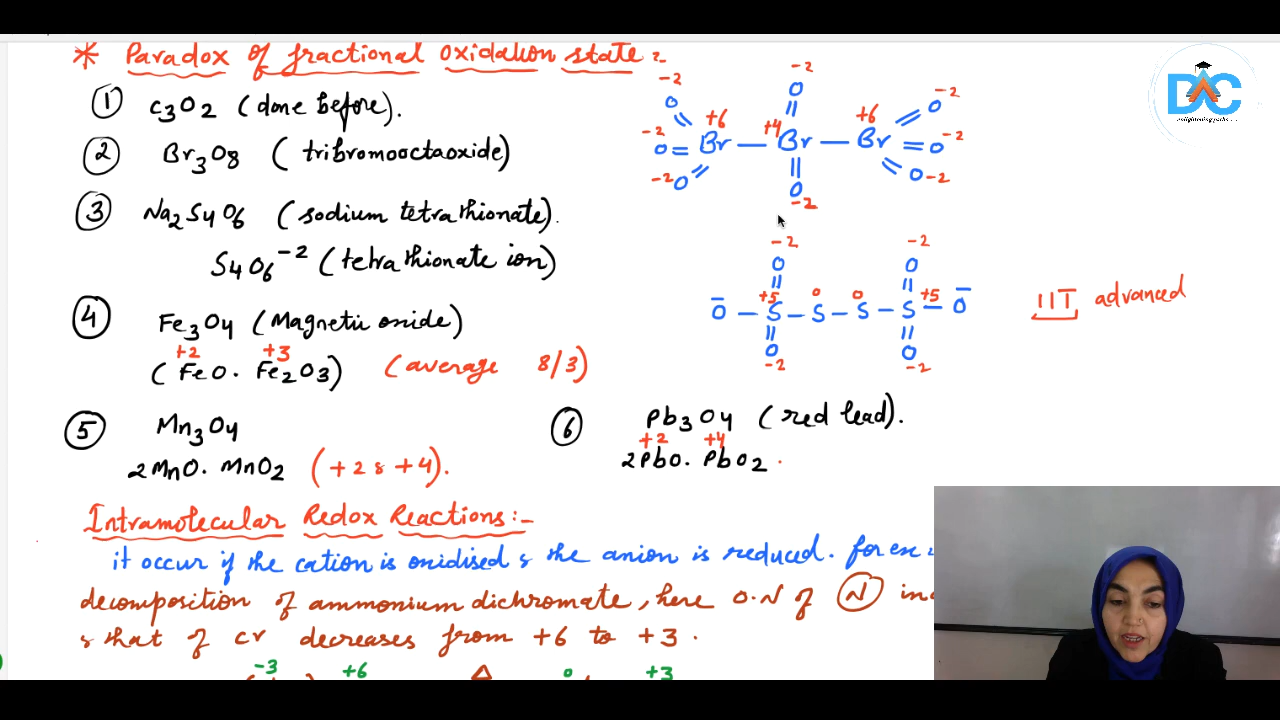 * Paradox of fractional oxidation state :-
① C3O2 (done before).
② Br3O8 (tribromooctaoxide)
③ Na2S4O6 (sodium tetrathionate).
S4O6⁻² (tetrathionate ion)
④ Fe3O4 (Magnetic oxide)
+2 +3
(FeO. Fe2O3) (average 8/3)
⑤ Mn3O4
2MnO. MnO2 (+2 & +4).
⑥ Pb3O4 (red lead).
+2 +4
2PbO. PbO2
-2 -2 -2
O O O
+6 +4 +6
-2 O = Br — Br — Br = O -2
-2 O O O -2
-2
-2 -2
O O
+5 0 0 +5
Ō — S — S — S — S — Ō
O O
-2 -2
IIT advanced
Intramolecular Redox Reactions:-
it occur if the cation is oxidised & the anion is reduced. for ex
decomposition of ammonium dichromate, here O.N of Ⓝ in
& that of cr decreases from +6 to +3.
-3 +6 Δ 0 +3
DAC